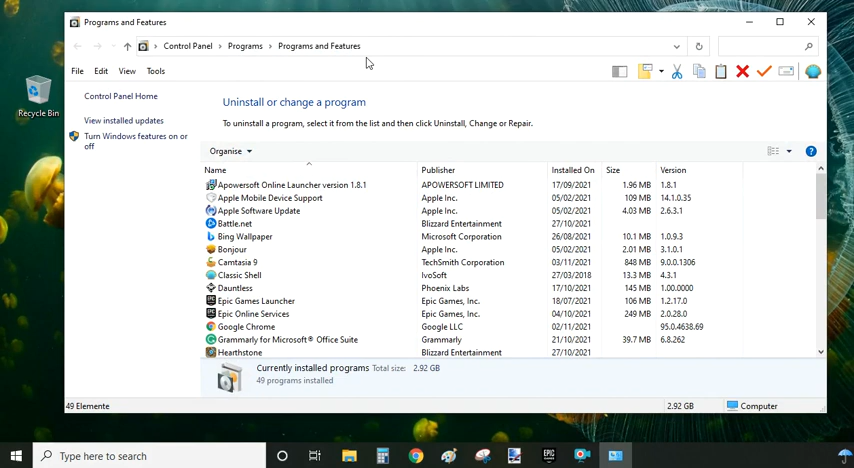 Programs and Features
Control Panel > Programs > Programs and Features
File Edit View Tools
Recycle Bin
Control Panel Home
View installed updates
Turn Windows features on or
off
Uninstall or change a program
To uninstall a program, select it from the list and then click Uninstall, Change or Repair.
Organise
Name Publisher Installed On Size Version
Apowersoft Online Launcher version 1.8.1 APOWERSOFT LIMITED 17/09/2021 1.96 MB 1.8.1
Apple Mobile Device Support Apple Inc. 05/02/2021 109 MB 14.1.0.35
Apple Software Update Apple Inc. 05/02/2021 4.03 MB 2.6.3.1
Battle.net Blizzard Entertainment 27/10/2021
Bing Wallpaper Microsoft Corporation 26/08/2021 10.1 MB 1.0.9.3
Bonjour Apple Inc. 05/02/2021 2.01 MB 3.1.0.1
Camtasia 9 TechSmith Corporation 03/11/2021 848 MB 9.0.0.1306
Classic Shell IvoSoft 27/03/2018 13.3 MB 4.3.1
Dauntless Phoenix Labs 17/10/2021 145 MB 1.00.0000
Epic Games Launcher Epic Games, Inc. 18/07/2021 106 MB 1.2.17.0
Epic Online Services Epic Games, Inc. 04/10/2021 249 MB 2.0.28.0
Google Chrome Google LLC 02/11/2021 95.0.4638.69
Grammarly for Microsoft® Office Suite Grammarly 21/10/2021 39.7 MB 6.8.262
Hearthstone Blizzard Entertainment 27/10/2021
Currently installed programs Total size: 2.92 GB
49 programs installed
49 Elemente 2.92 GB Computer
Type here to search
EPIC